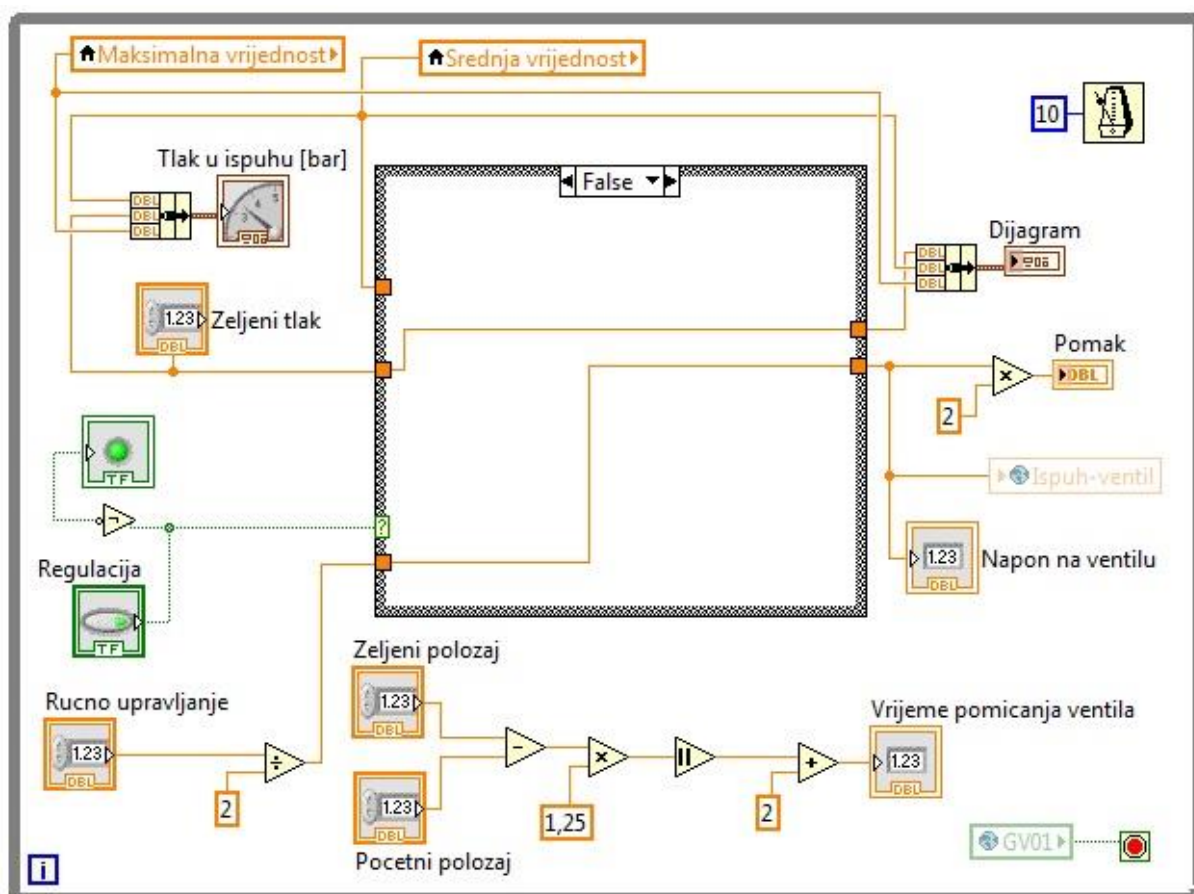 Maksimalna vrijednost
Srednja vrijednost
10
Tlak u ispuhu [bar]
False
DBL
DBL
DBL
3
4
5
Dijagram
DBL
DBL
DBL
1.23
Zeljeni tlak
DBL
Pomak
DBL
2
TF
Ispuh-ventil
?
1.23
Napon na ventilu
DBL
Regulacija
TF
Zeljeni polozaj
1.23
DBL
Rucno upravljanje
1.23
DBL
2
Vrijeme pomicanja ventila
1.23
DBL
1.23
DBL
1,25
2
Pocetni polozaj
GV01
i